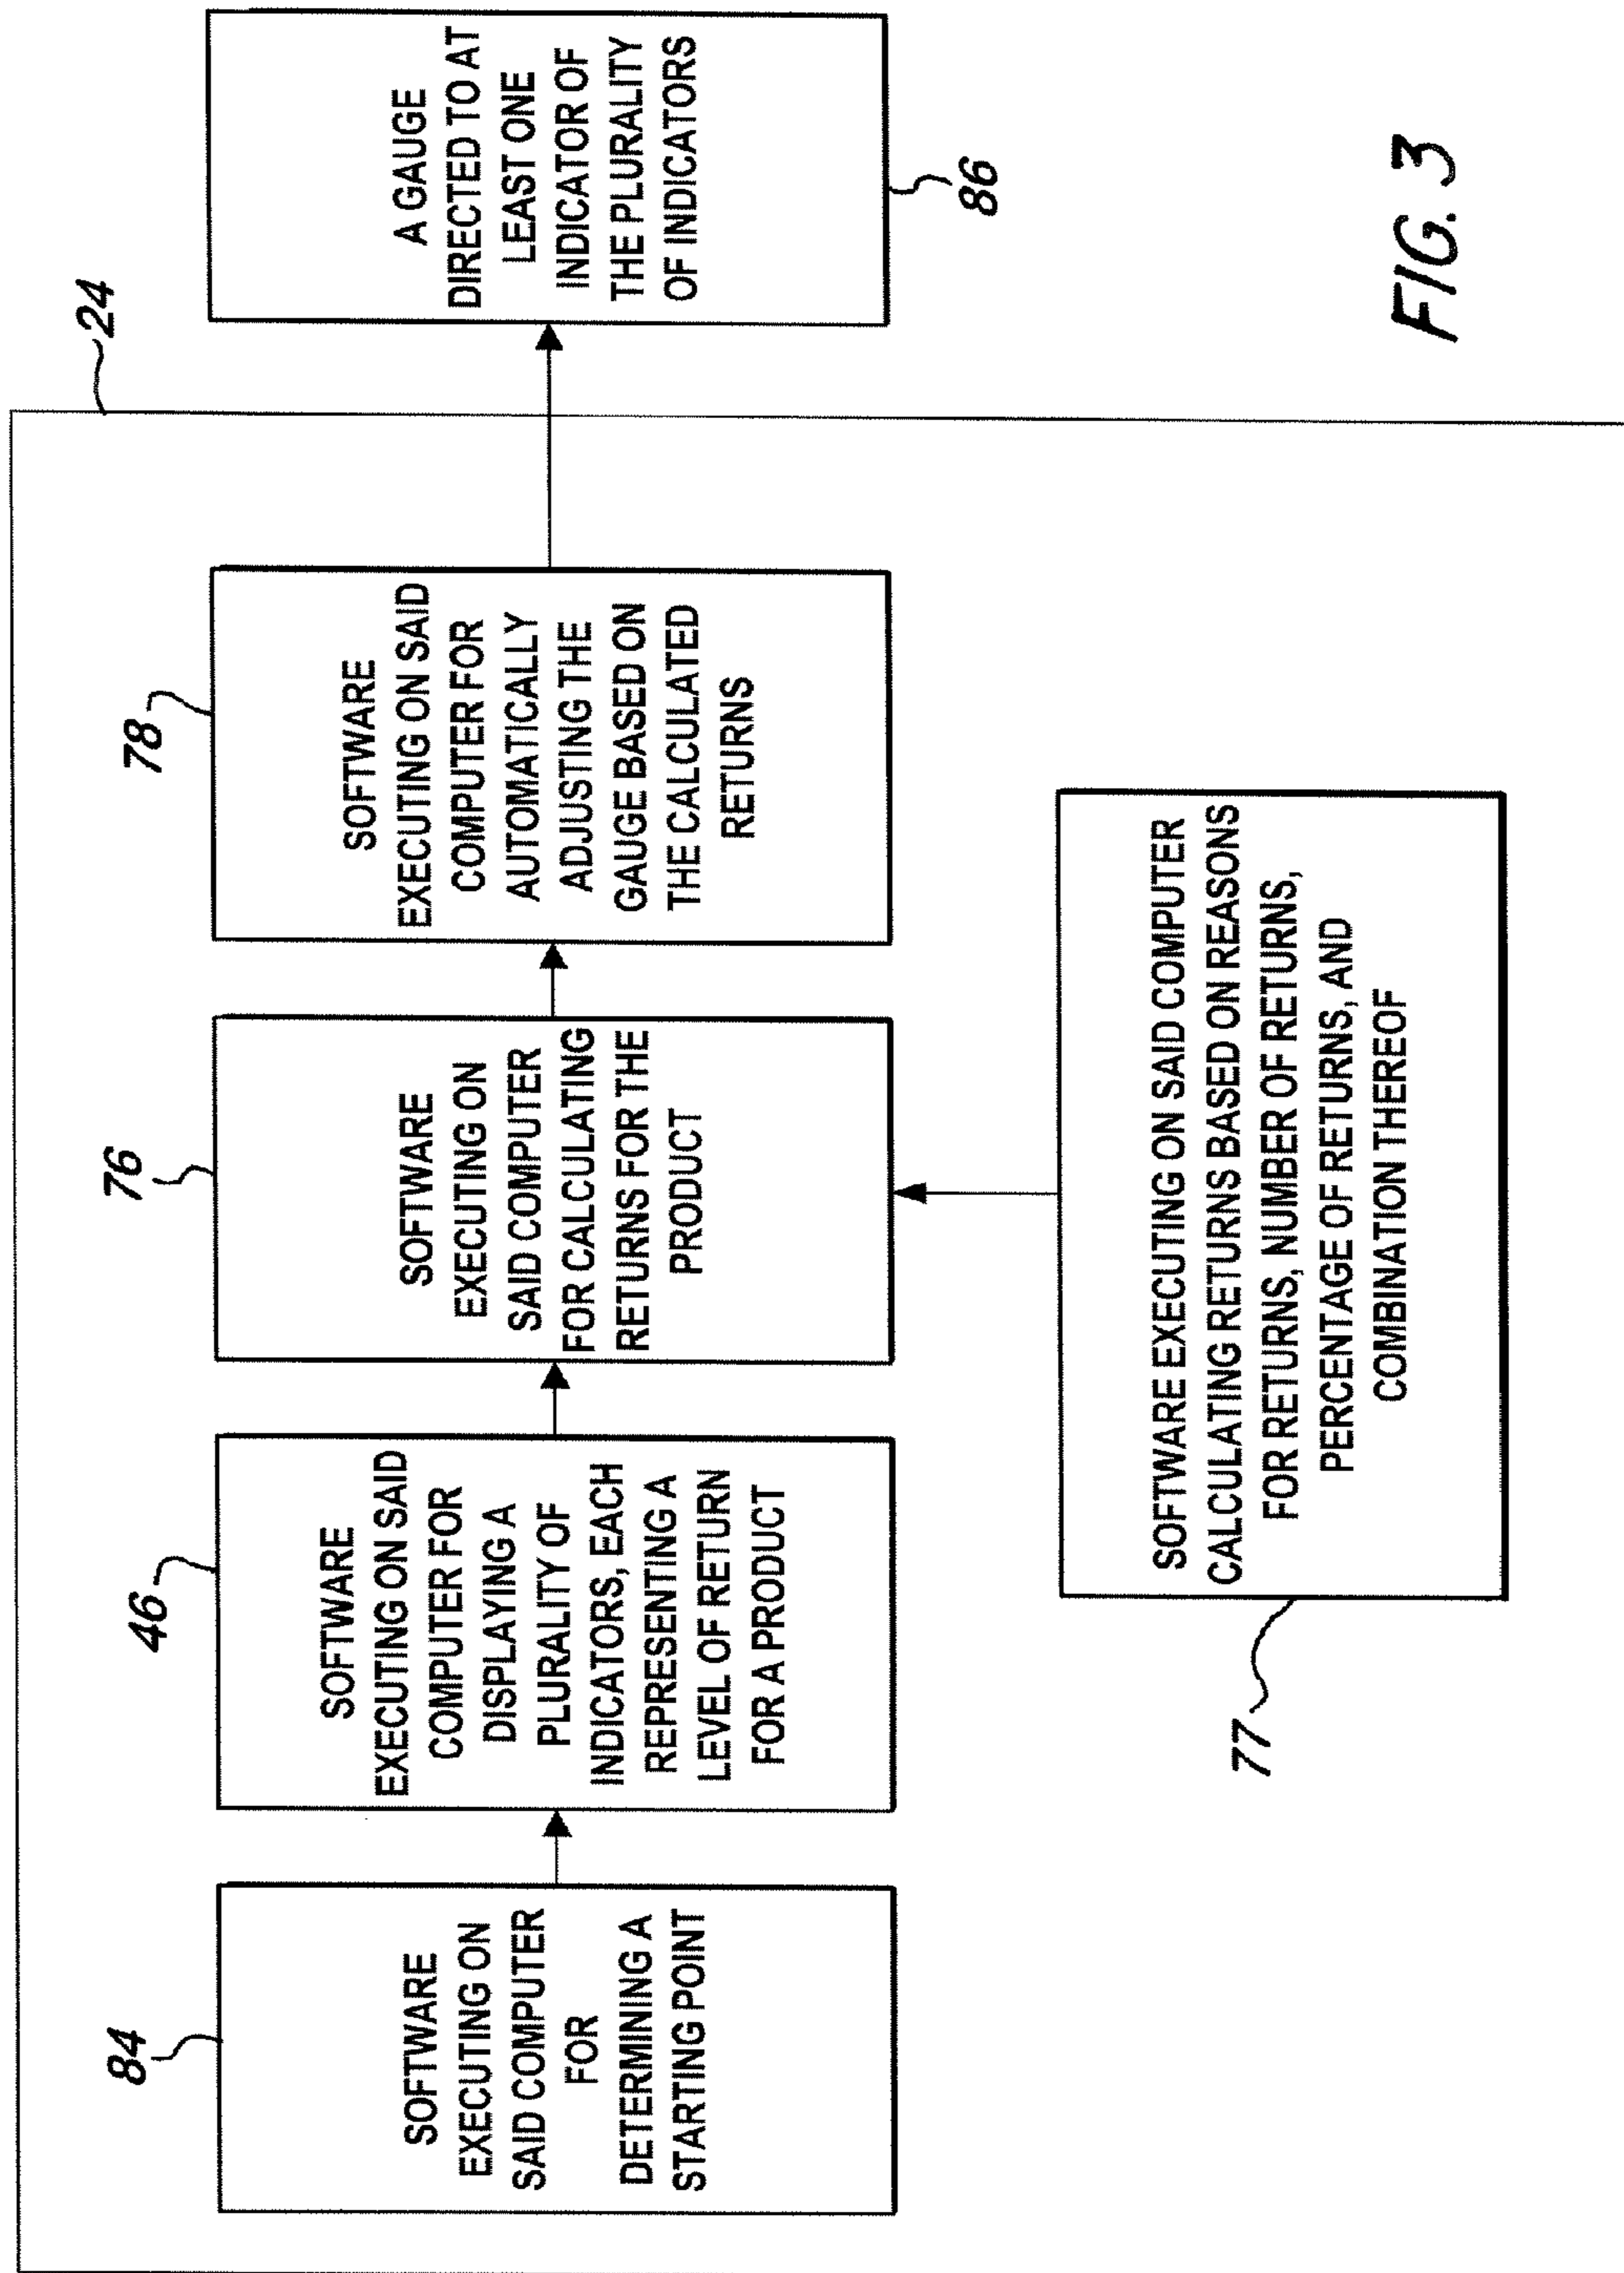 24
84
SOFTWARE
EXECUTING ON
SAID COMPUTER
FOR
DETERMINING A
STARTING POINT
46
SOFTWARE
EXECUTING ON SAID
COMPUTER FOR
DISPLAYING A
PLURALITY OF
INDICATORS, EACH
REPRESENTING A
LEVEL OF RETURN
FOR A PRODUCT
76
SOFTWARE
EXECUTING ON
SAID COMPUTER
FOR CALCULATING
RETURNS FOR THE
PRODUCT
78
SOFTWARE
EXECUTING ON SAID
COMPUTER FOR
AUTOMATICALLY
ADJUSTING THE
GAUGE BASED ON
THE CALCULATED
RETURNS
A GAUGE
DIRECTED TO AT
LEAST ONE
INDICATOR OF
THE PLURALITY
OF INDICATORS
86
77
SOFTWARE EXECUTING ON SAID COMPUTER
CALCULATING RETURNS BASED ON REASONS
FOR RETURNS, NUMBER OF RETURNS,
PERCENTAGE OF RETURNS, AND
COMBINATION THEREOF
FIG. 3